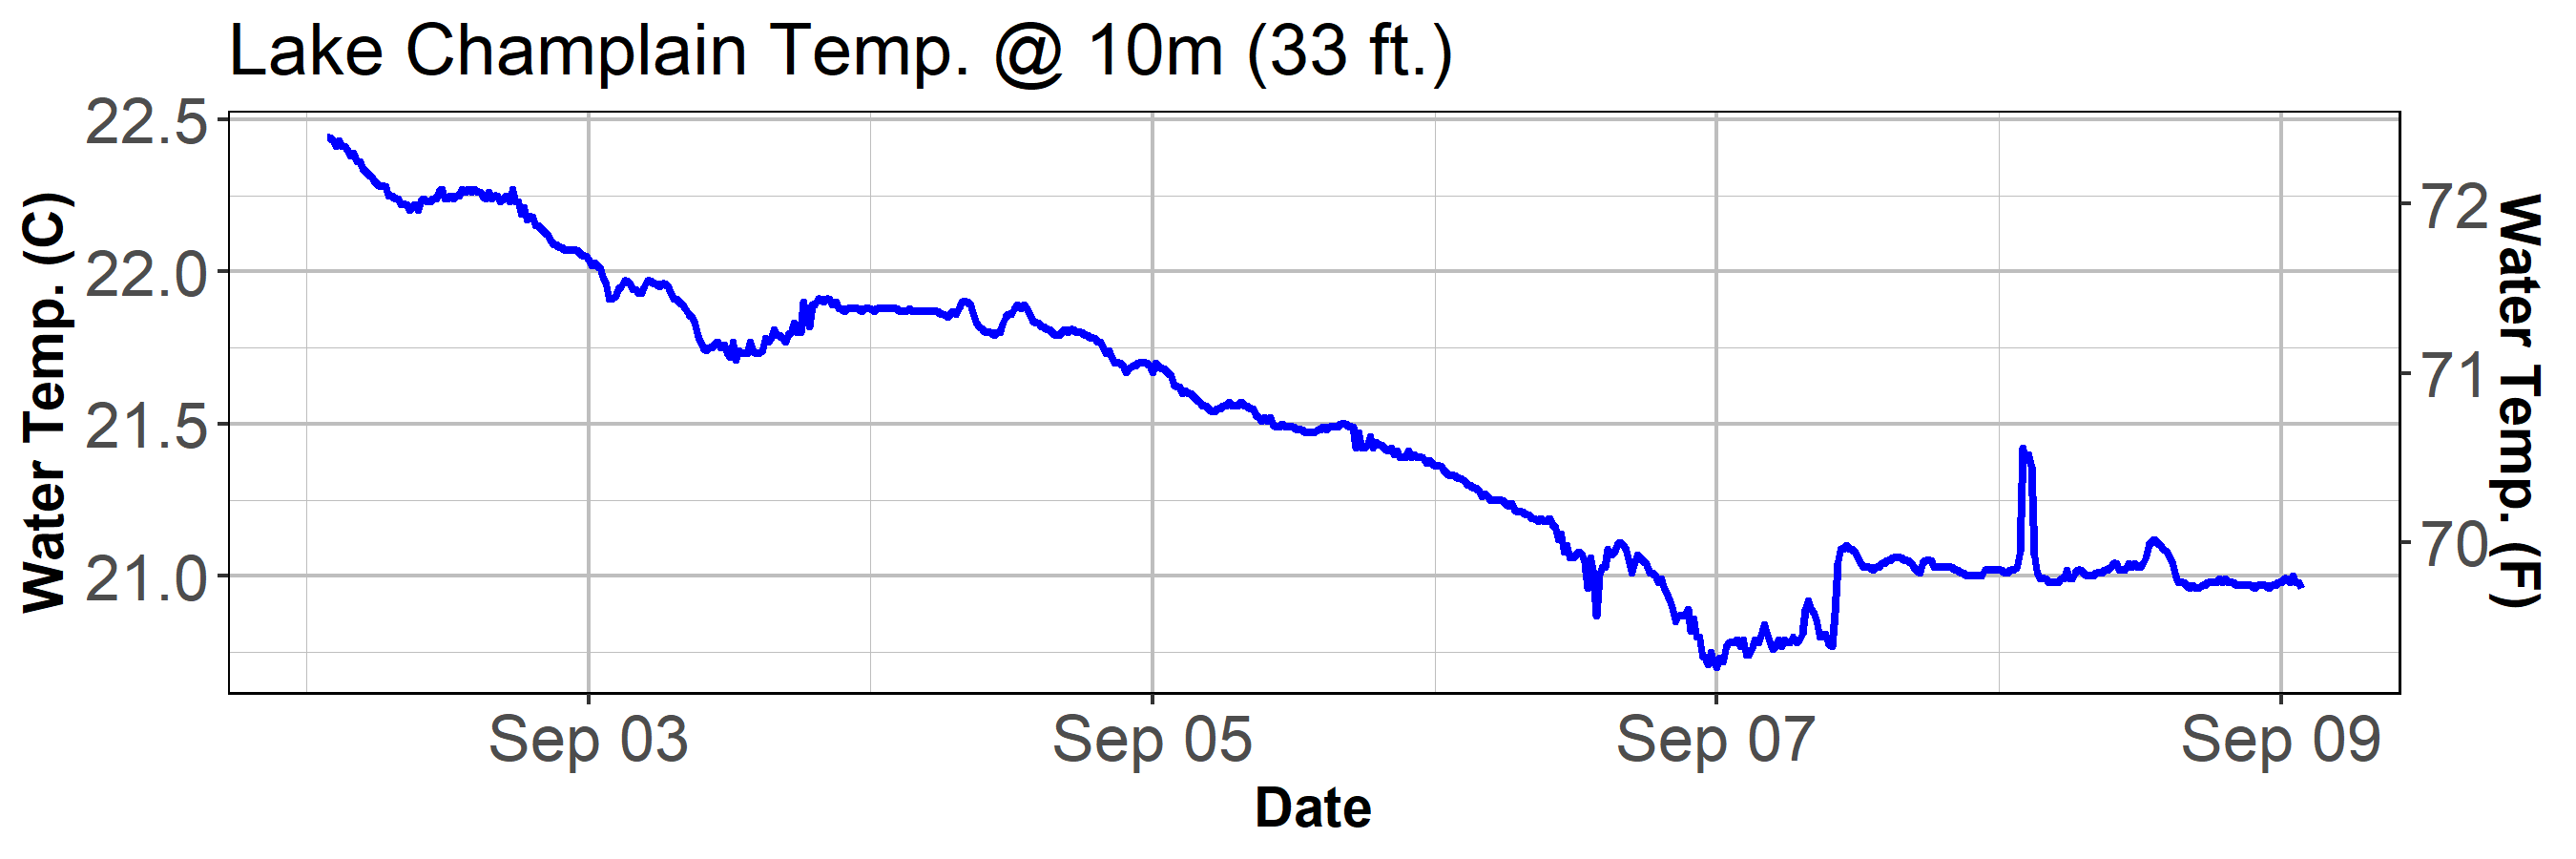 Lake Champlain Temp. @ 10m (33 ft.)
Water Temp. (C)
22.5
22.0
21.5
21.0
72
71
70
Water Temp. (F)
Sep 03 Sep 05 Sep 07 Sep 09
Date